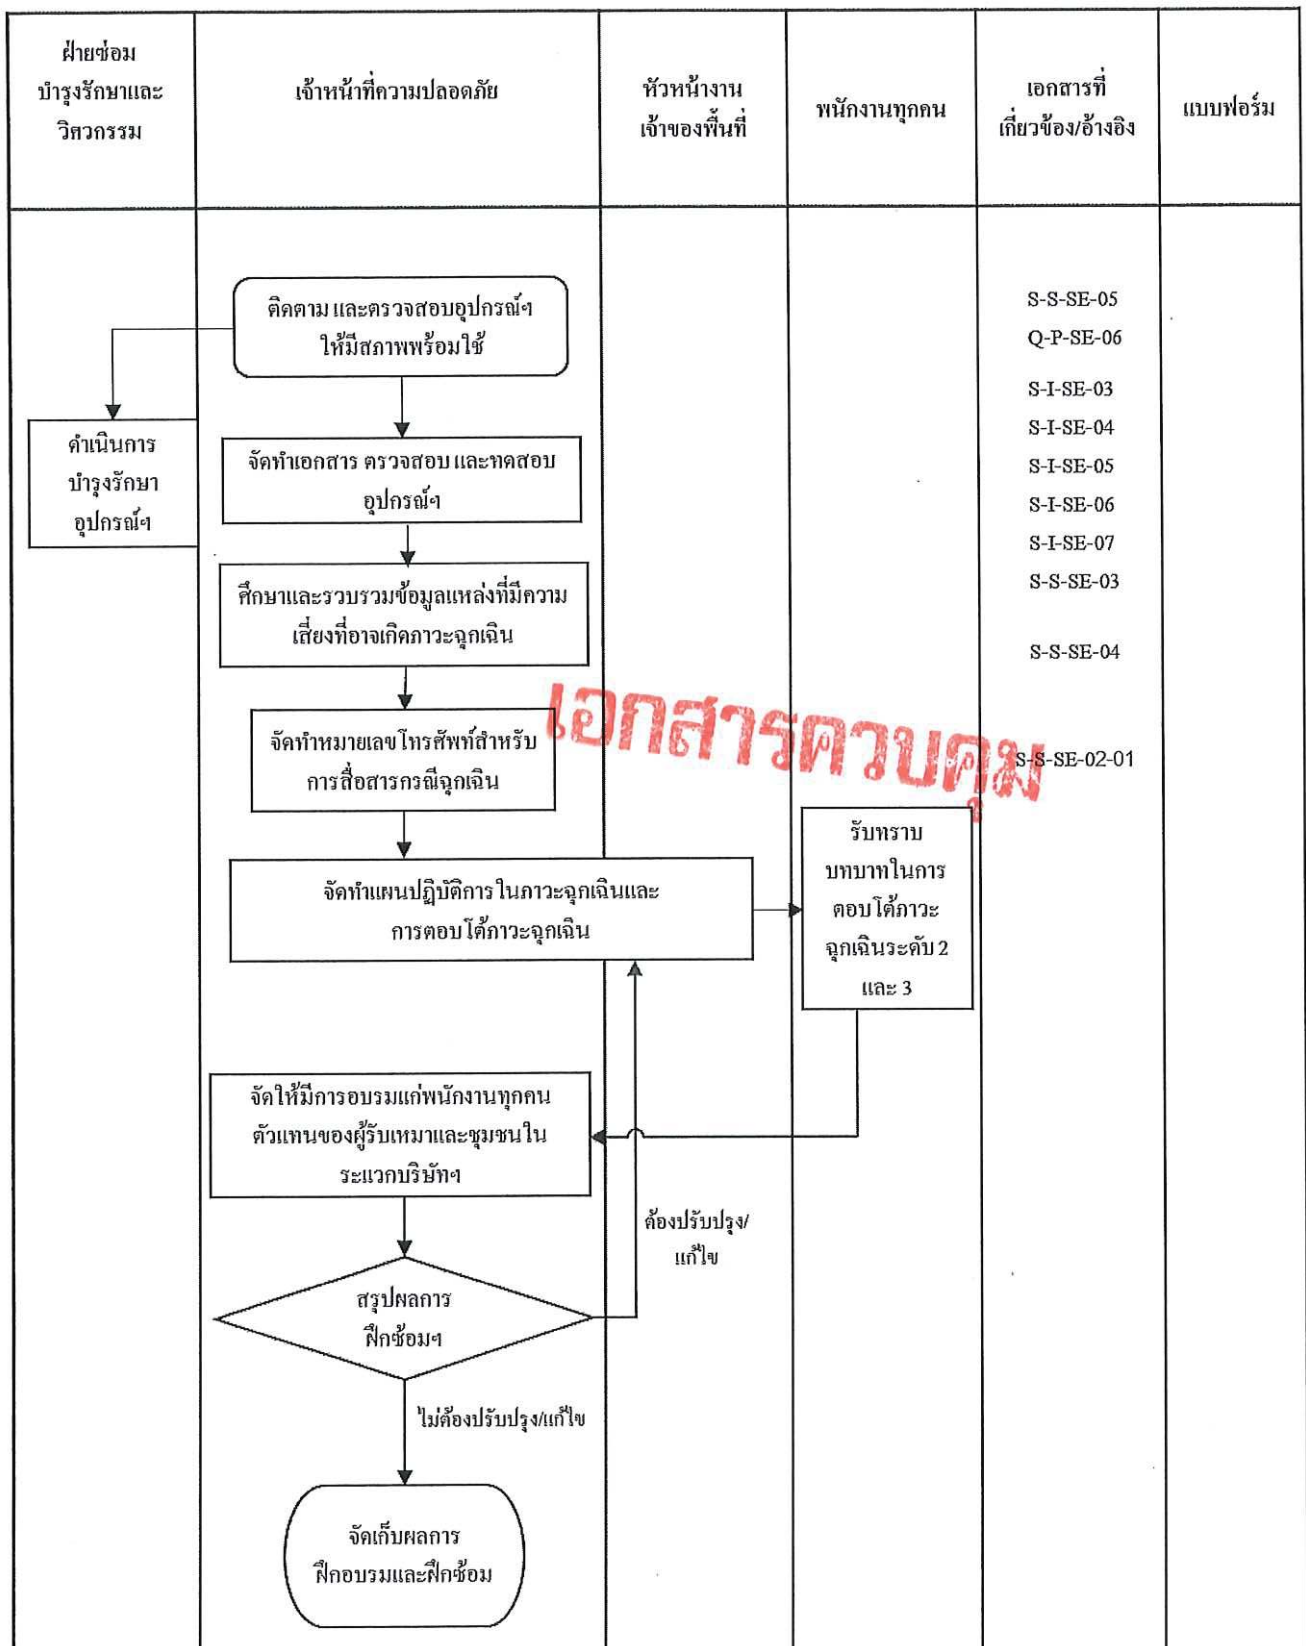 ฝ่ายซ่อม
บำรุงรักษาและ
วิศวกรรม
เจ้าหน้าที่ความปลอดภัย
หัวหน้างาน
เจ้าของพื้นที่
พนักงานทุกคน
เอกสารที่
เกี่ยวข้อง/อ้างอิง
แบบฟอร์ม
ติดตาม และตรวจสอบอุปกรณ์ฯ
ให้มีสภาพพร้อมใช้
S-S-SE-05
Q-P-SE-06
S-I-SE-03
ดำเนินการ
บำรุงรักษา
อุปกรณ์ฯ
จัดทำเอกสาร ตรวจสอบ และทดสอบ
อุปกรณ์ฯ
S-I-SE-04
S-I-SE-05
S-I-SE-06
S-I-SE-07
ศึกษาและรวบรวมข้อมูลแหล่งที่มีความ
เสี่ยงที่อาจเกิดภาวะฉุกเฉิน
S-S-SE-03
S-S-SE-04
จัดทำหมายเลขโทรศัพท์สำหรับ
การสื่อสารกรณีฉุกเฉิน
เอกสารควบคุม
S-S-SE-02-01
จัดทำแผนปฏิบัติการในภาวะฉุกเฉินและ
การตอบโต้ภาวะฉุกเฉิน
รับทราบ
บทบาทในการ
ตอบโต้ภาวะ
ฉุกเฉินระดับ 2
และ 3
จัดให้มีการอบรมแก่พนักงานทุกคน
ตัวแทนของผู้รับเหมาและชุมชนใน
ระแวกบริษัทฯ
ต้องปรับปรุง/
แก้ไข
สรุปผลการ
ฝึกซ้อมฯ
ไม่ต้องปรับปรุง/แก้ไข
จัดเก็บผลการ
ฝึกอบรมและฝึกซ้อม